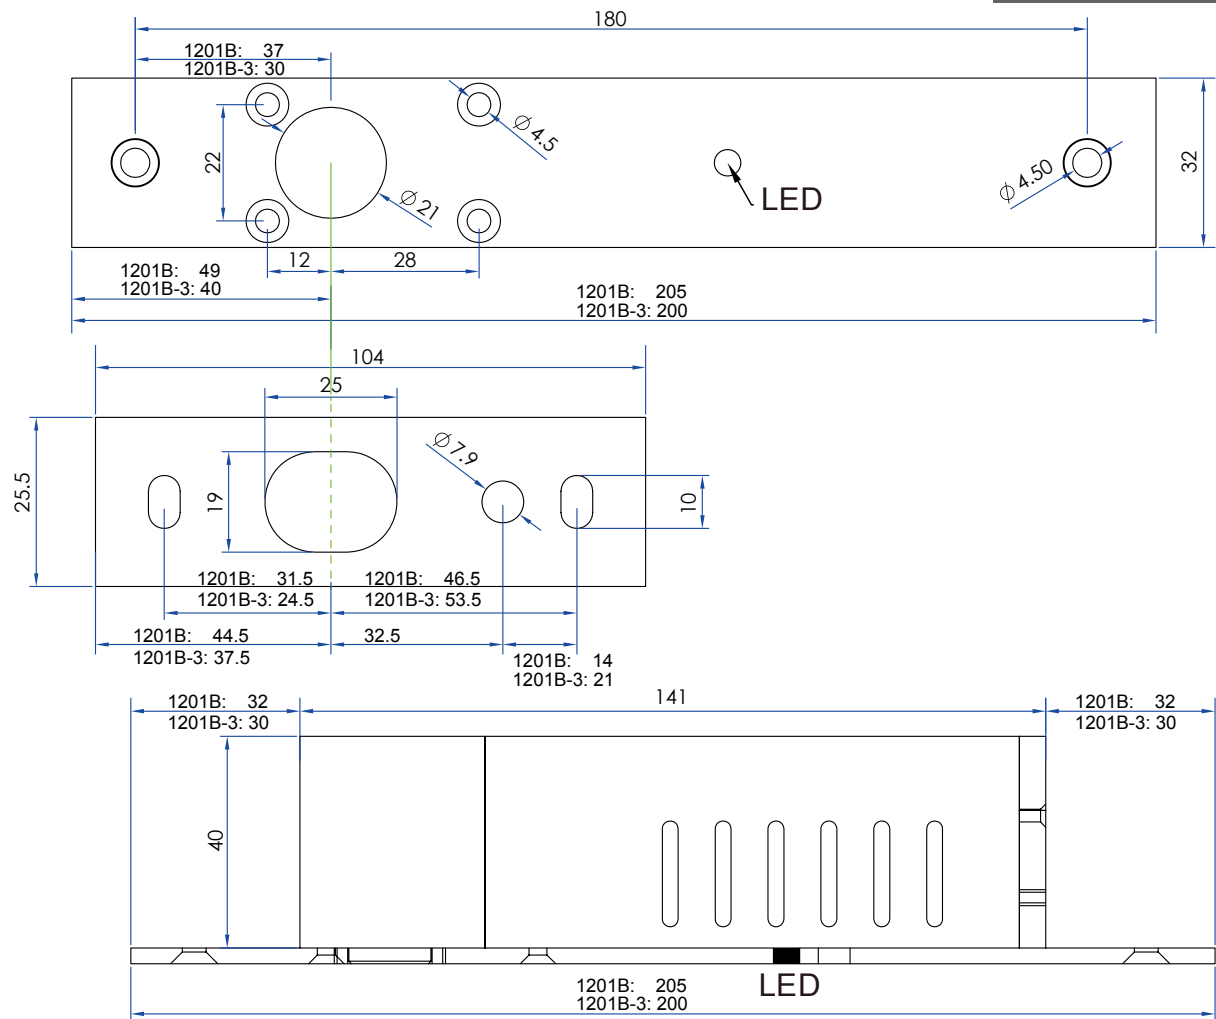 180
1201B: 37
1201B-3: 30
Ø 4.5
22
32
Ø 21
ϕ 4.50
LED
12
28
1201B: 49
1201B-3: 40
1201B: 205
1201B-3: 200
104
25
Ø 7.9
25.5
19
10
1201B: 31.5
1201B-3: 24.5
1201B: 46.5
1201B-3: 53.5
1201B: 44.5
1201B-3: 37.5
32.5
1201B: 14
1201B-3: 21
1201B: 32
1201B-3: 30
141
1201B: 32
1201B-3: 30
40
LED
1201B: 205
1201B-3: 200